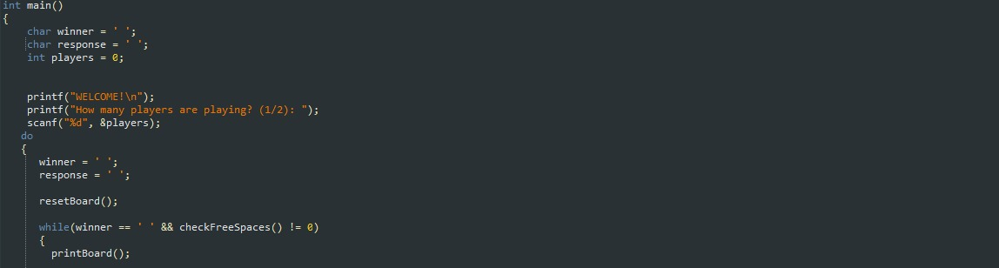 int main()
{
char winner = ' ';
char response = ' ';
int players = 0;
printf("WELCOME!\n");
printf("How many players are playing? (1/2): ");
scanf("%d", &players);
do
{
winner = ' ';
response = ' ';
resetBoard();
while(winner == ' ' && checkFreeSpaces() != 0)
{
printBoard();